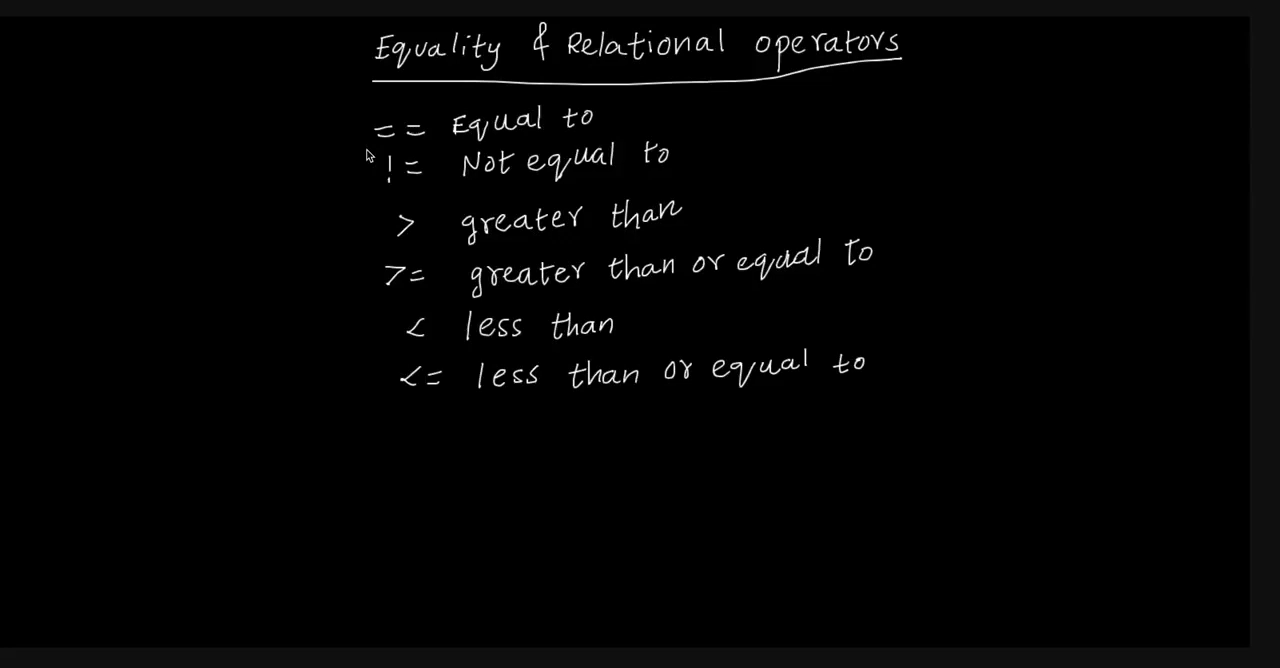 Equality & Relational operators
== Equal to
!= Not equal to
> greater than
>= greater than or equal to
< less than
<= less than or equal to